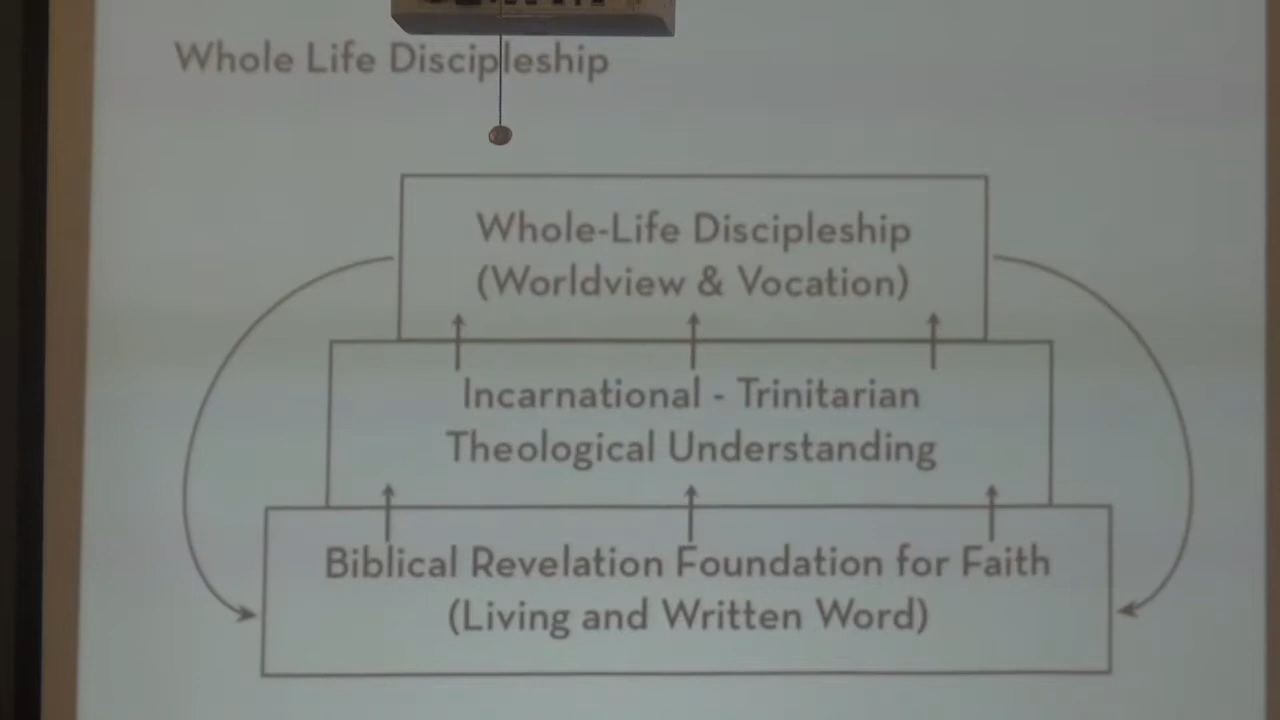 Whole Life Discipleship
Whole-Life Discipleship
(Worldview & Vocation)
Incarnational - Trinitarian
Theological Understanding
Biblical Revelation Foundation for Faith
(Living and Written Word)